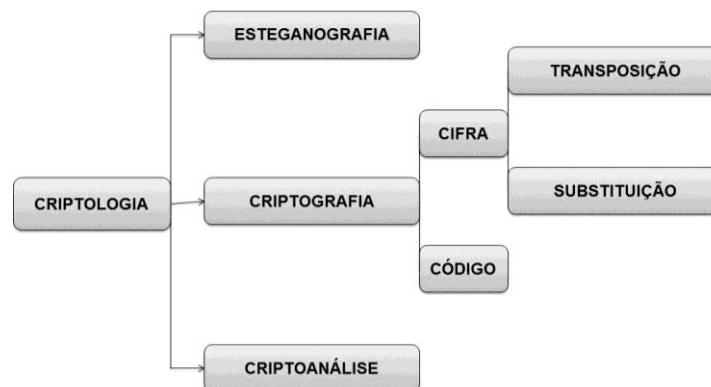 ESTEGANOGRAFIA
TRANSPOSIÇÃO
CIFRA
CRIPTOLOGIA
CRIPTOGRAFIA
SUBSTITUIÇÃO
CÓDIGO
CRIPTOANÁLISE